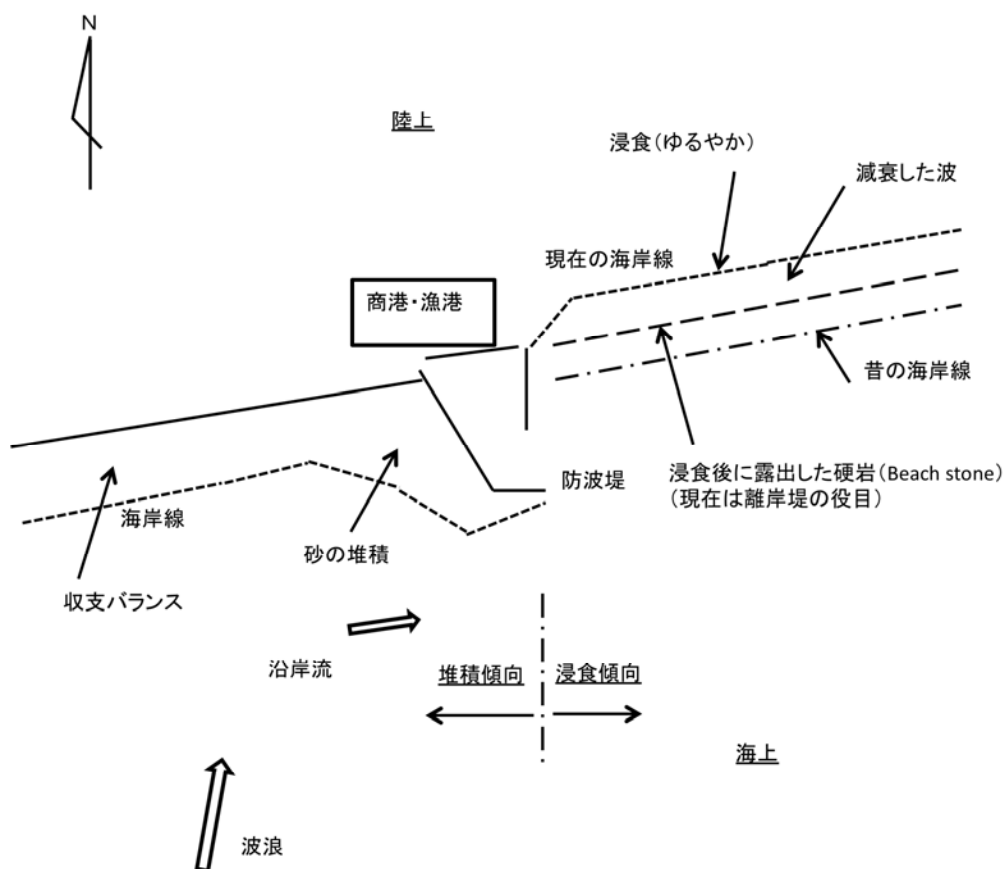 N
陸上
浸食（ゆるやか）
減衰した波
現在の海岸線
商港・漁港
昔の海岸線
防波堤
浸食後に露出した硬岩（Beach stone）
（現在は離岸堤の役目）
海岸線
砂の堆積
収支バランス
沿岸流
堆積傾向
浸食傾向
海上
波浪